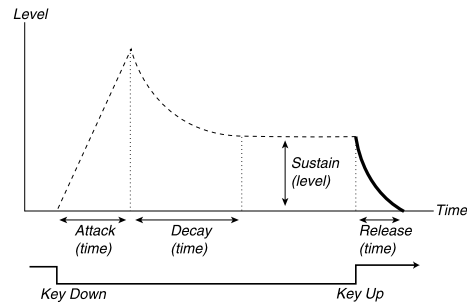 Level
Sustain
(level)
Time
Attack
(time)
Decay
(time)
Release
(time)
Key Down
Key Up